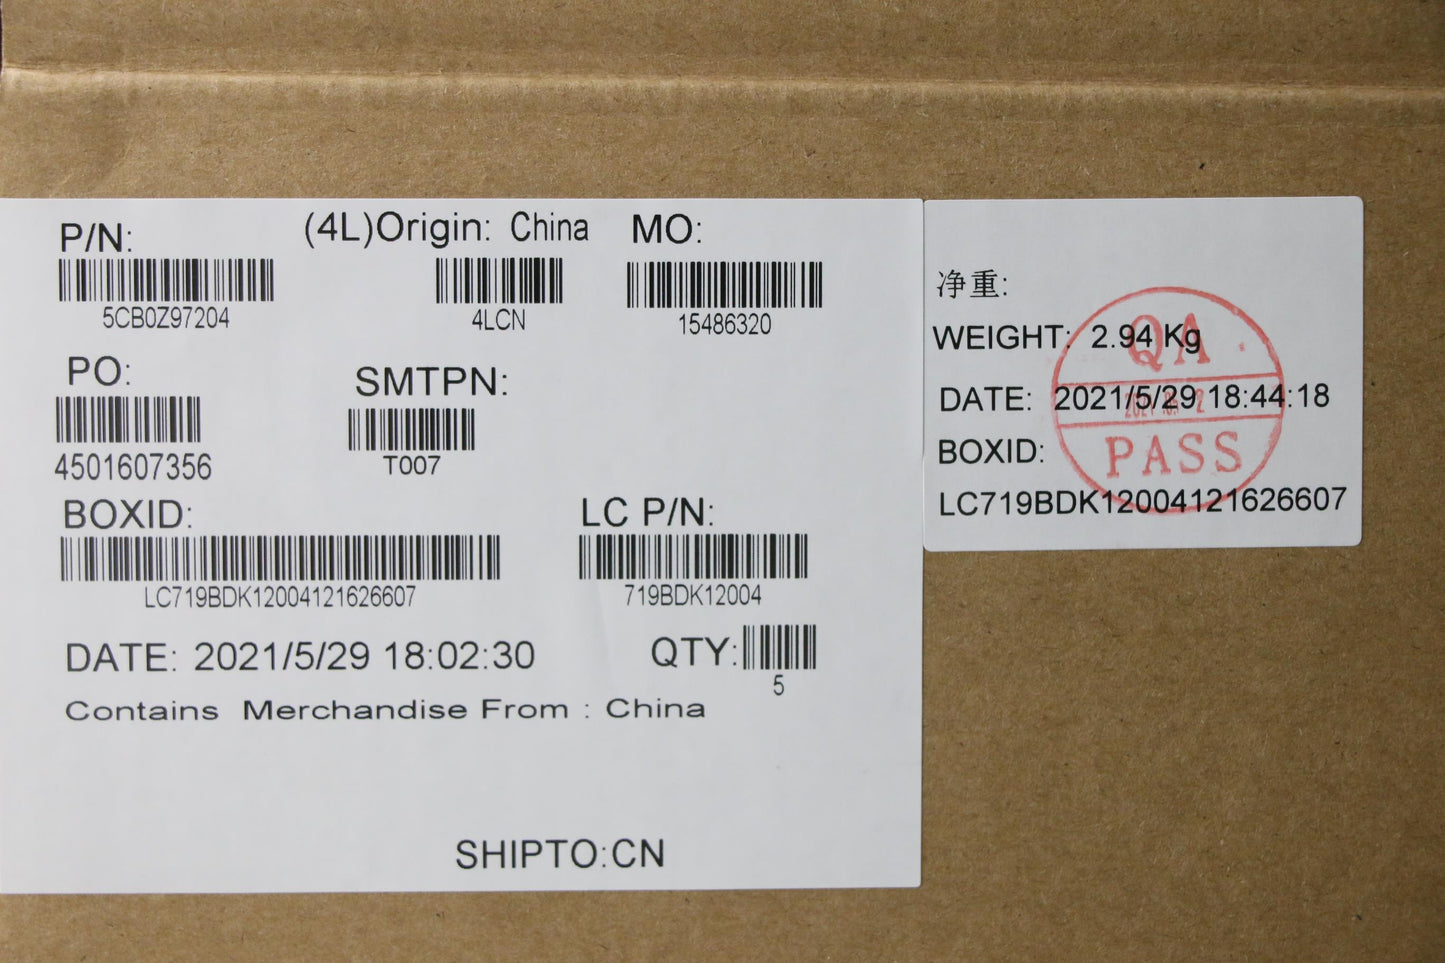 P/N:
5CB0Z97204
(4L)Origin: China
4LCN
MO:
15486320
PO:
4501607356
SMTPN:
T007
BOXID:
LC719BDK12004121626607
LC P/N:
719BDK12004
DATE: 2021/5/29 18:02:30
QTY:
5
Contains Merchandise From : China
SHIPTO:CN
净重:
WEIGHT: 2.94 Kg
DATE: 2021/5/29 18:44:18
BOXID:
LC719BDK12004121626607
QA
PASS